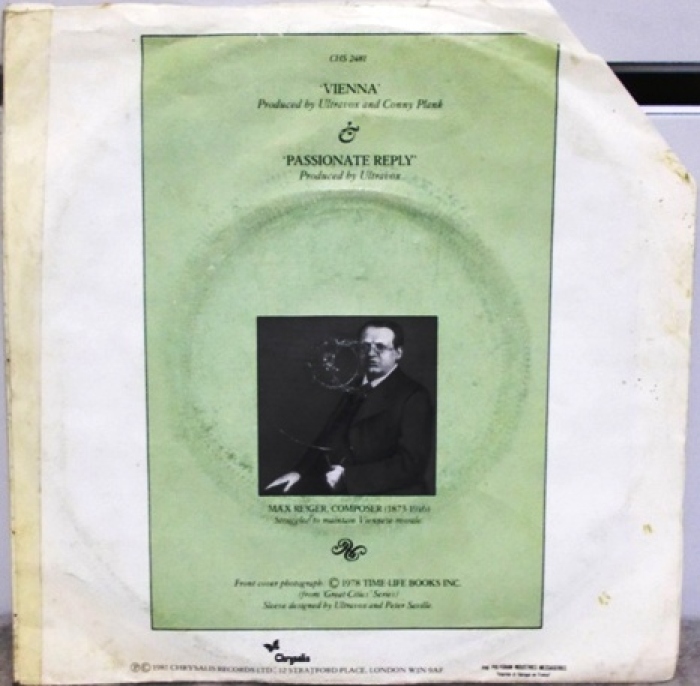 CHS 2481
'VIENNA'
Produced by Ultravox and Conny Plank
&
'PASSIONATE REPLY'
Produced by Ultravox
MAX REIGER, COMPOSER (1873-1916)
Struggled to maintain Viennese morale.
Front cover photograph: © 1978 TIME-LIFE BOOKS INC.
(from 'Great Cities' Series)
Sleeve designed by Ultravox and Peter Saville.
Chrysalis
℗ © 1981 CHRYSALIS RECORDS LTD. 12 STRATFORD PLACE, LONDON W1N 9AF